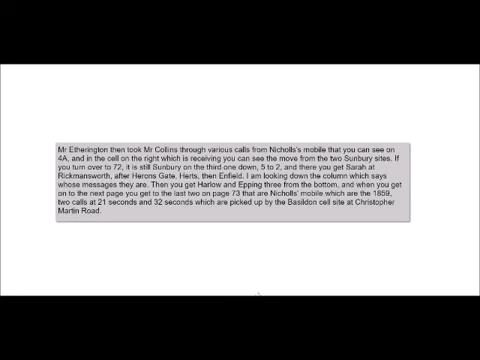 Mr Etherington then took Mr Collins through various calls from Nicholls's mobile that you can see on
4A, and in the cell on the right which is receiving you can see the move from the two Sunbury sites. If
you turn over to 72, it is still Sunbury on the third one down, 5 to 2, and there you get Sarah at
Rickmansworth, after Herons Gate, Herts, then Enfield. I am looking down the column which says
whose messages they are. Then you get Harlow and Epping three from the bottom, and when you get
on to the next page you get to the last two on page 73 that are Nicholls' mobile which are the 1859,
two calls at 21 seconds and 32 seconds which are picked up by the Basildon cell site at Christopher
Martin Road.